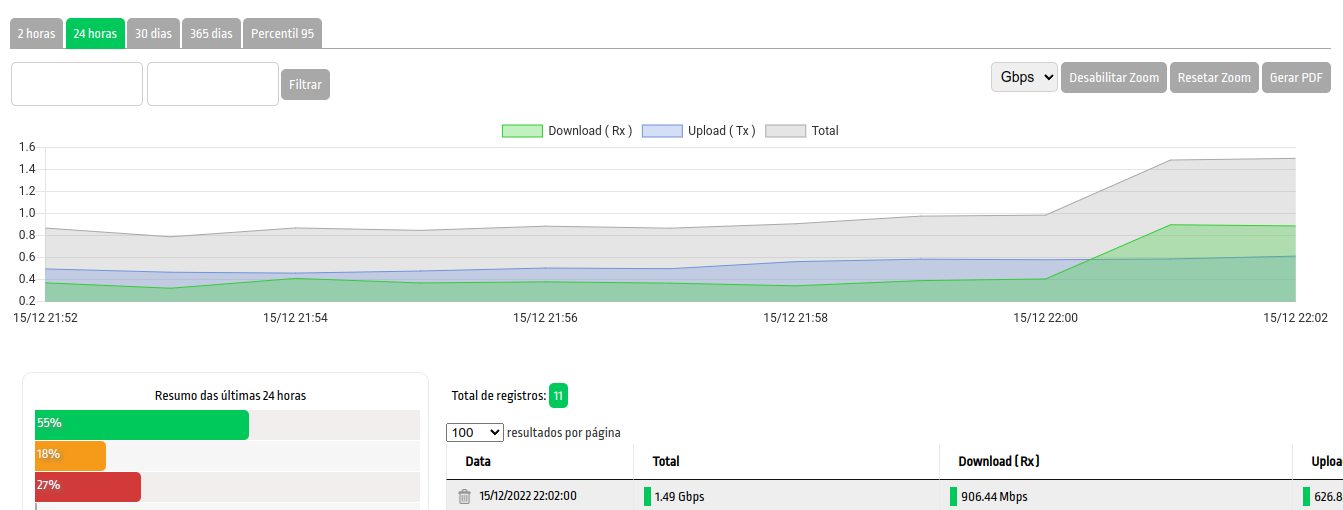 2 horas 24 horas 30 dias 365 dias Percentil 95
Filtrar Gbps Desabilitar Zoom Resetar Zoom Gerar PDF
Download ( Rx ) Upload ( Tx ) Total
1.6
1.4
1.2
1.0
0.8
0.6
0.4
0.2
15/12 21:52 15/12 21:54 15/12 21:56 15/12 21:58 15/12 22:00 15/12 22:02
Resumo das últimas 24 horas
55%
18%
27%
Total de registros: 11
100 resultados por página
Data Total Download ( Rx ) Uploa
15/12/2022 22:02:00 1.49 Gbps 906.44 Mbps 626.8